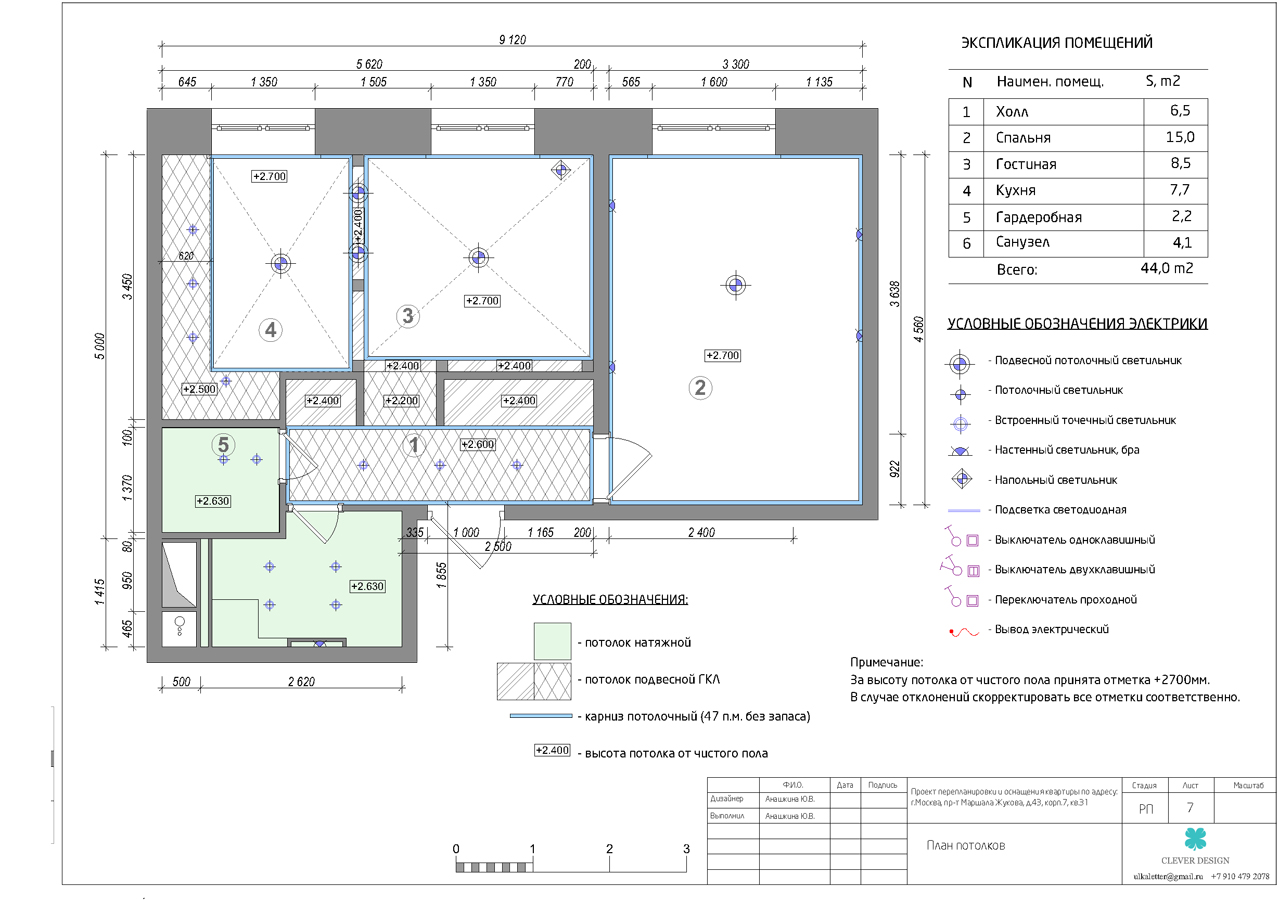 9 120
5 620
200
3 300
645
1 350
1 505
1 350
770
565
1 600
1 135
ЭКСПЛИКАЦИЯ ПОМЕЩЕНИЙ
N Наимен. помещ. S, m2
1 Холл 6,5
2 Спальня 15,0
3 Гостиная 8,5
4 Кухня 7,7
5 Гардеробная 2,2
6 Санузел 4,1
Всего: 44,0 m2
УСЛОВНЫЕ ОБОЗНАЧЕНИЯ ЭЛЕКТРИКИ
- Подвесной потолочный светильник
- Потолочный светильник
- Встроенный точечный светильник
- Настенный светильник, бра
- Напольный светильник
- Подсветка светодиодная
- Выключатель одноклавишный
- Выключатель двухклавишный
- Переключатель проходной
- Вывод электрический
Примечание:
За высоту потолка от чистого пола принята отметка +2700мм.
В случае отклонений скорректировать все отметки соответственно.
+2.700
+2.400
620
4
3
+2.700
+2.700
2
+2.500
+2.400
+2.400
+2.400
+2.200
+2.400
5
1
+2.600
+2.630
+2.630
5 000
3 450
100
1 370
80
1 415
950
465
3 638
4 560
922
335
1 000
1 165
200
2 400
2 500
1 855
500
2 620
УСЛОВНЫЕ ОБОЗНАЧЕНИЯ:
- потолок натяжной
- потолок подвесной ГКЛ
- карниз потолочный (47 п.м. без запаса)
+2.400 - высота потолка от чистого пола
0 1 2 3
Ф.И.О. Дата Подпись
Дизайнер Анашкина Ю.В.
Выполнил Анашкина Ю.В.
Проект перепланировки и оснащения квартиры по адресу:
г.Москва, пр-т Маршала Жукова, д.43, корп.7, кв.31
План потолков
Стадия Лист Масштаб
РП 7
CLEVER DESIGN
ulkaletter@gmail.ru +7 910 479 2078